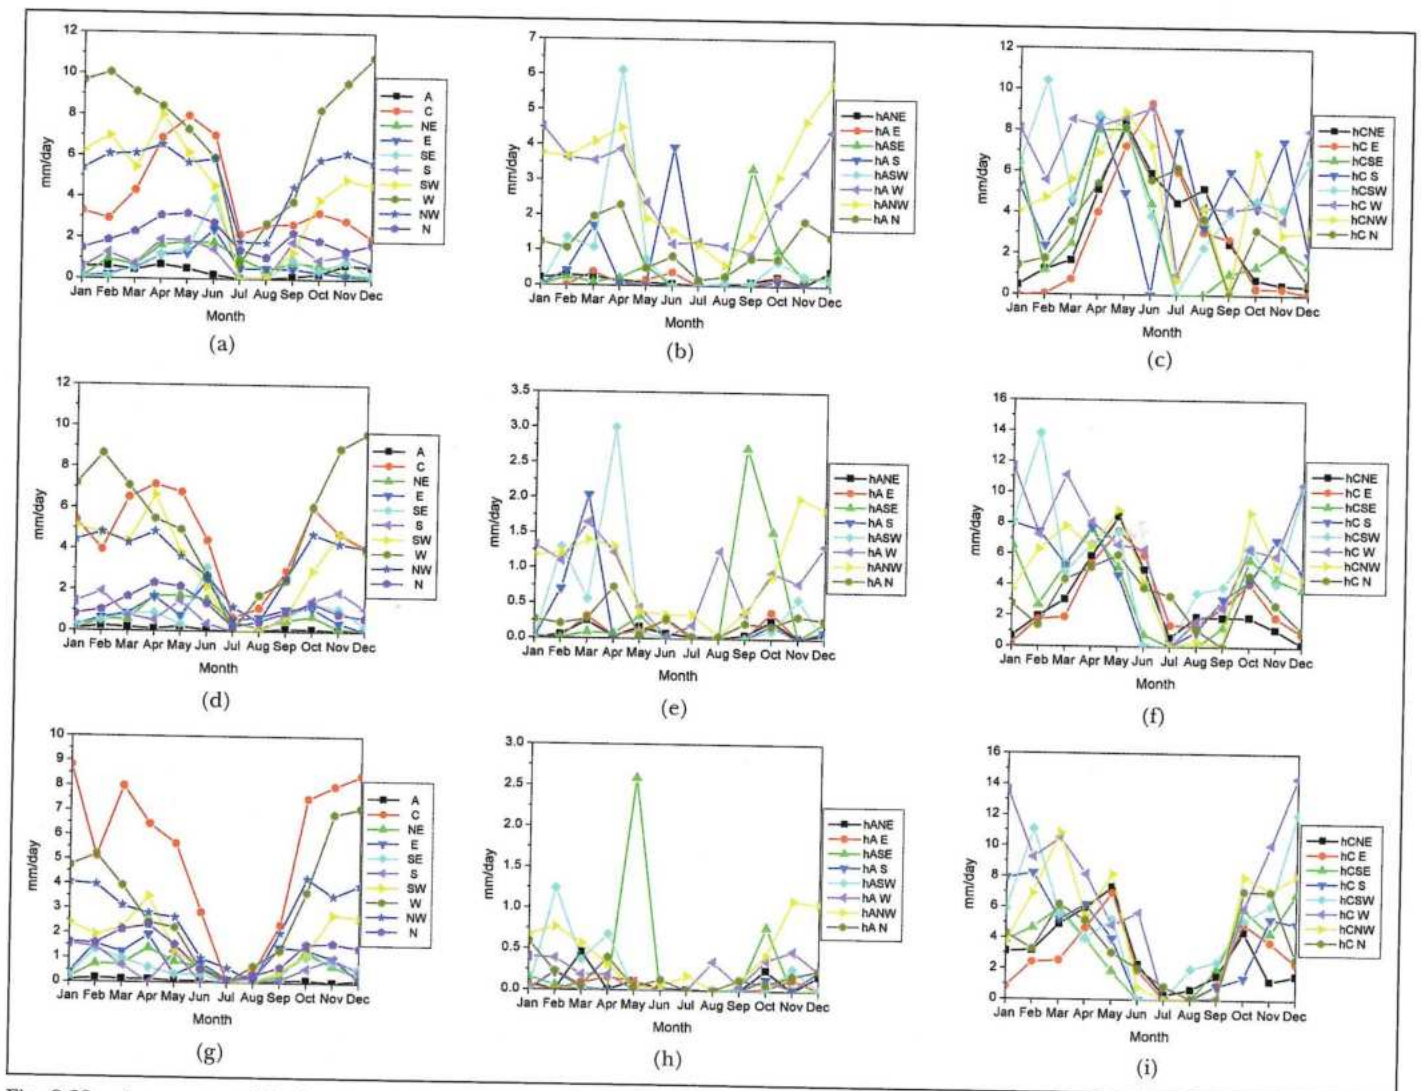 12
10
8
6
4
2
0
mm/day
Jan Feb Mar Apr May Jun Jul Aug Sep Oct Nov Dec
Month
A
C
NE
E
SE
S
SW
W
NW
N
(a)
7
6
5
4
3
2
1
0
mm/day
Jan Feb Mar Apr May Jun Jul Aug Sep Oct Nov Dec
Month
hANE
hA E
hASE
hA S
hASW
hA W
hANW
hA N
(b)
12
10
8
6
4
2
0
mm/day
Jan Feb Mar Apr May Jun Jul Aug Sep Oct Nov Dec
Month
hCNE
hC E
hCSE
hC S
hCSW
hC W
hCNW
hC N
(c)
12
10
8
6
4
2
0
mm/day
Jan Feb Mar Apr May Jun Jul Aug Sep Oct Nov Dec
Month
A
C
NE
E
SE
S
SW
W
NW
N
(d)
3.5
3.0
2.5
2.0
1.5
1.0
0.5
0.0
mm/day
Jan Feb Mar Apr May Jun Jul Aug Sep Oct Nov Dec
Month
hANE
hA E
hASE
hA S
hASW
hA W
hANW
hA N
(e)
16
14
12
10
8
6
4
2
0
mm/day
Jan Feb Mar Apr May Jun Jul Aug Sep Oct Nov Dec
Month
hCNE
hC E
hCSE
hC S
hCSW
hC W
hCNW
hC N
(f)
10
9
8
7
6
5
4
3
2
1
0
mm/day
Jan Feb Mar Apr May Jun Jul Aug Sep Oct Nov Dec
Month
A
C
NE
E
SE
S
SW
W
NW
N
(g)
3.0
2.5
2.0
1.5
1.0
0.5
0.0
mm/day
Jan Feb Mar Apr May Jun Jul Aug Sep Oct Nov Dec
Month
hANE
hA E
hASE
hA S
hASW
hA W
hANW
hA N
(h)
16
14
12
10
8
6
4
2
0
mm/day
Jan Feb Mar Apr May Jun Jul Aug Sep Oct Nov Dec
Month
hCNE
hC E
hCSE
hC S
hCSW
hC W
hCNW
hC N
(i)